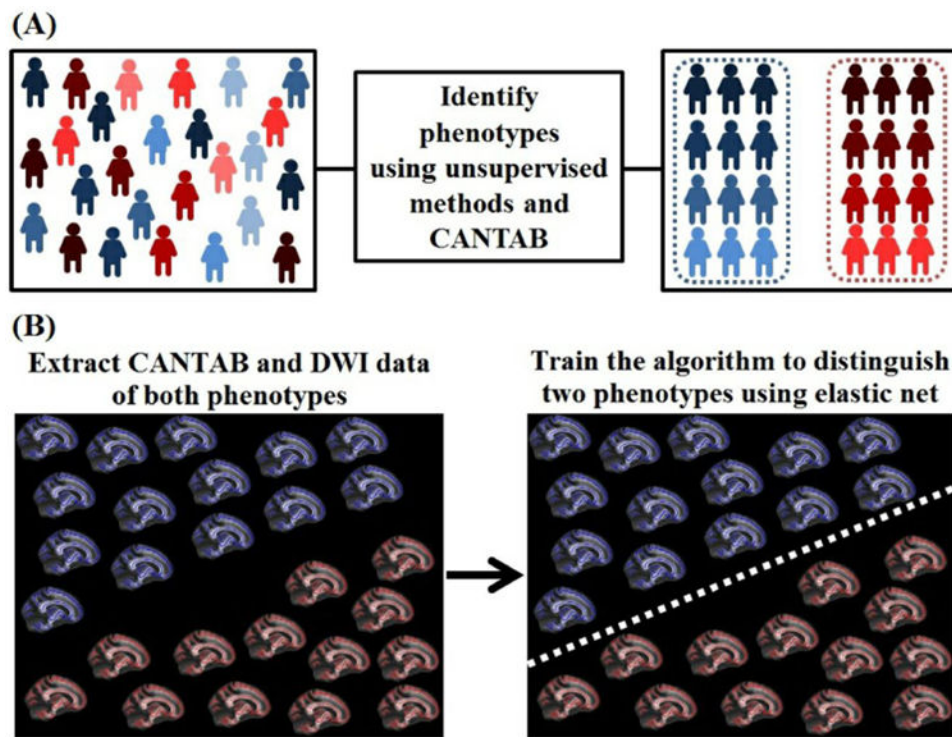 (A)
Identify
phenotypes
using unsupervised
methods and
CANTAB
(B)
Extract CANTAB and DWI data
of both phenotypes
Train the algorithm to distinguish
two phenotypes using elastic net